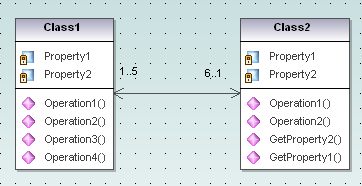 Class1
Property1
Property2
Operation1()
Operation2()
Operation3()
Operation4()
1..5
6,.1
Class2
Property1
Property2
Operation1()
Operation2()
GetProperty2()
GetProperty1()